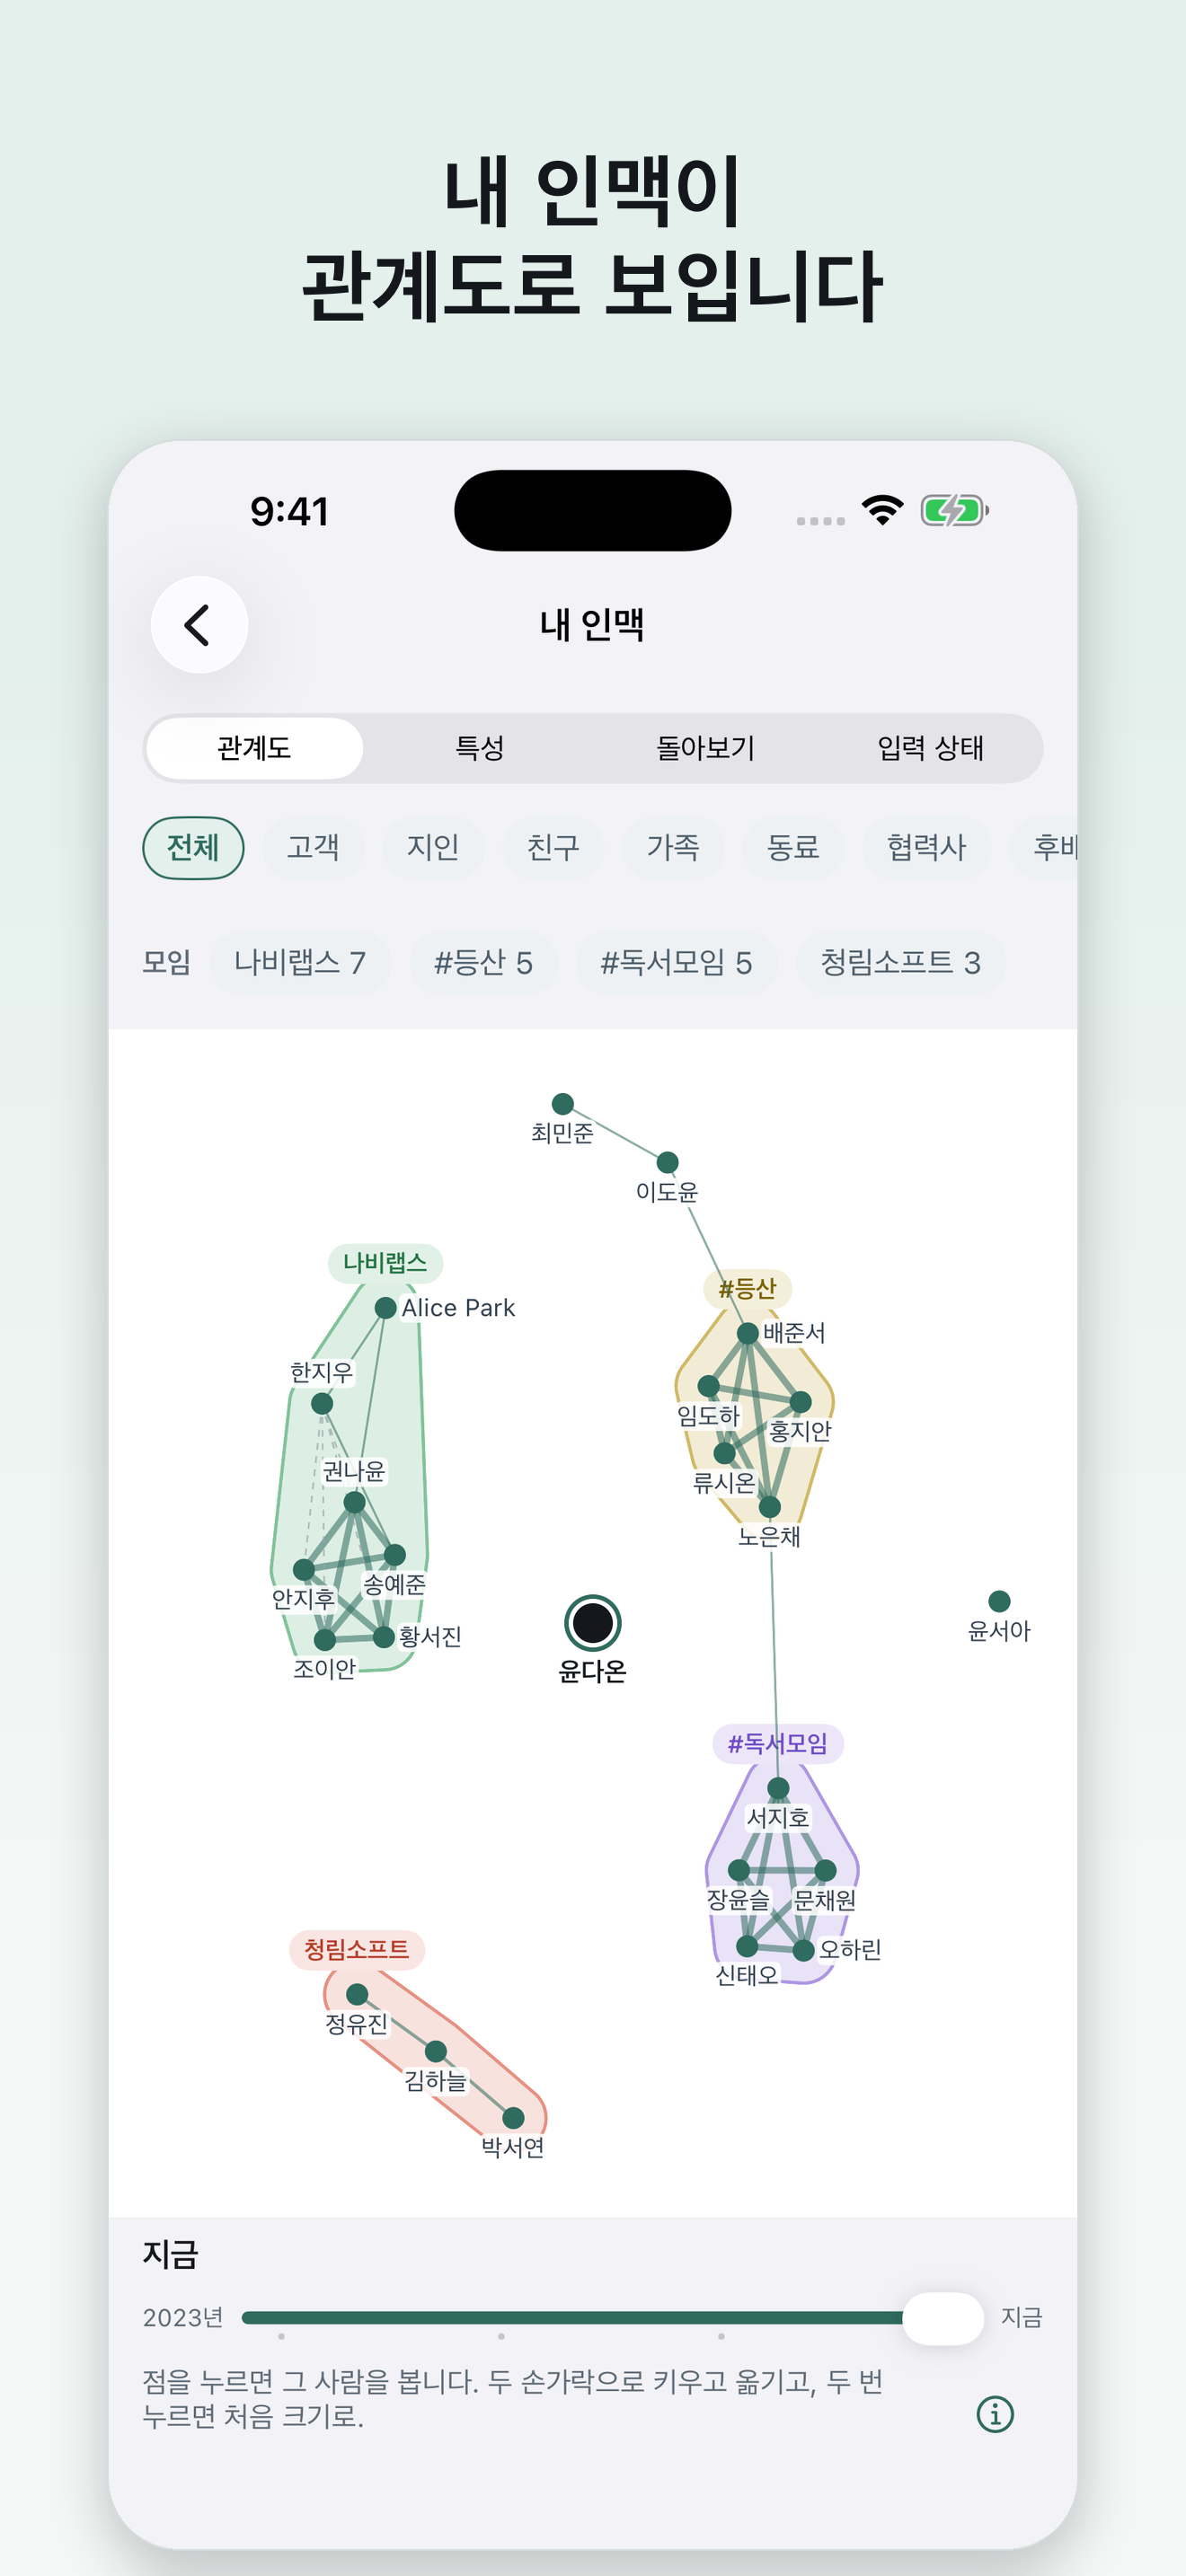 내 인맥이
관계도로 보입니다
9:41
내 인맥
관계도 특성 돌아보기 입력 상태
전체 고객 지인 친구 가족 동료 협력사 후배
모임 나비랩스 7 #등산 5 #독서모임 5 청림소프트 3
최민준
이도윤
나비랩스
#등산
Alice Park
배준서
한지우
임도하
홍지안
권나윤
류시온
노은채
송예준
안지후
윤서아
황서진
조이안
윤다온
#독서모임
서지호
장윤슬
문채원
청림소프트
오하린
신태오
정유진
김하늘
박서연
지금
2023년 지금
점을 누르면 그 사람을 봅니다. 두 손가락으로 키우고 옮기고, 두 번
누르면 처음 크기로.